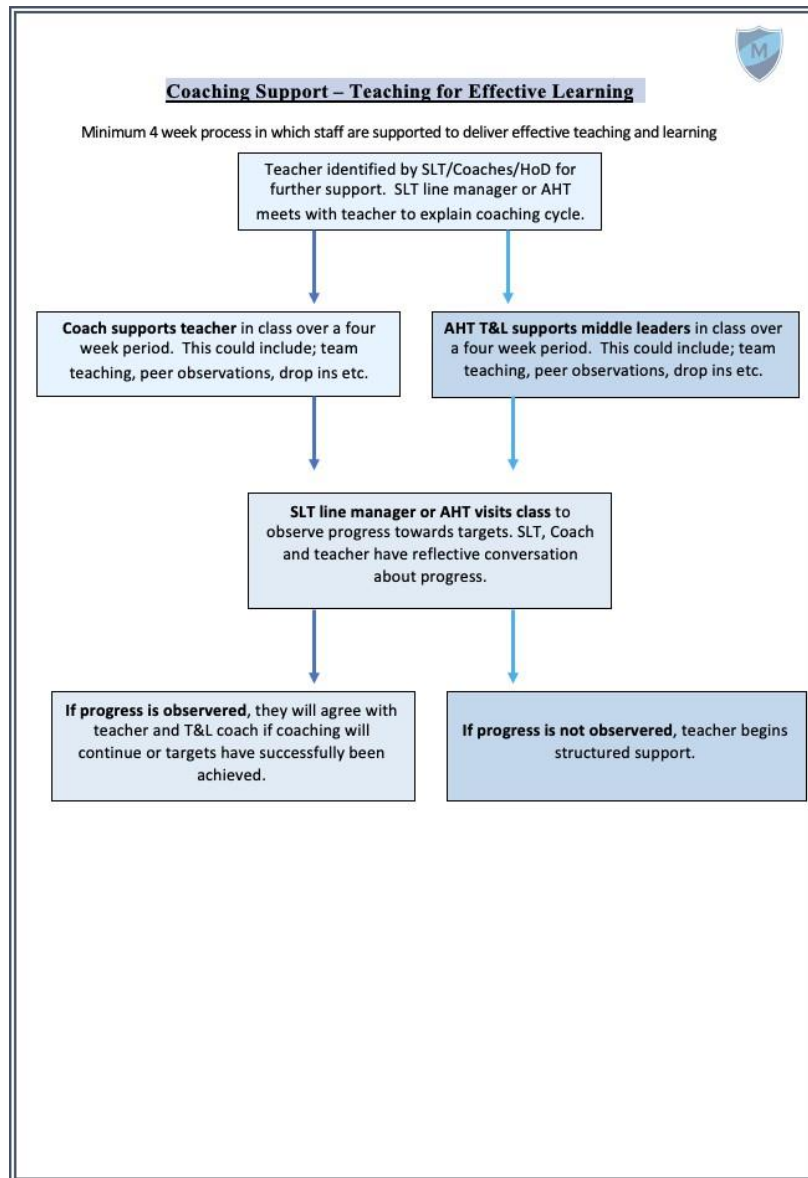 M
Coaching Support – Teaching for Effective Learning
Minimum 4 week process in which staff are supported to deliver effective teaching and learning
Teacher identified by SLT/Coaches/HoD for
further support. SLT line manager or AHT
meets with teacher to explain coaching cycle.
Coach supports teacher in class over a four
week period. This could include; team
teaching, peer observations, drop ins etc.
AHT T&L supports middle leaders in class over
a four week period. This could include; team
teaching, peer observations, drop ins etc.
SLT line manager or AHT visits class to
observe progress towards targets. SLT, Coach
and teacher have reflective conversation
about progress.
If progress is observered, they will agree with
teacher and T&L coach if coaching will
continue or targets have successfully been
achieved.
If progress is not observered, teacher begins
structured support.